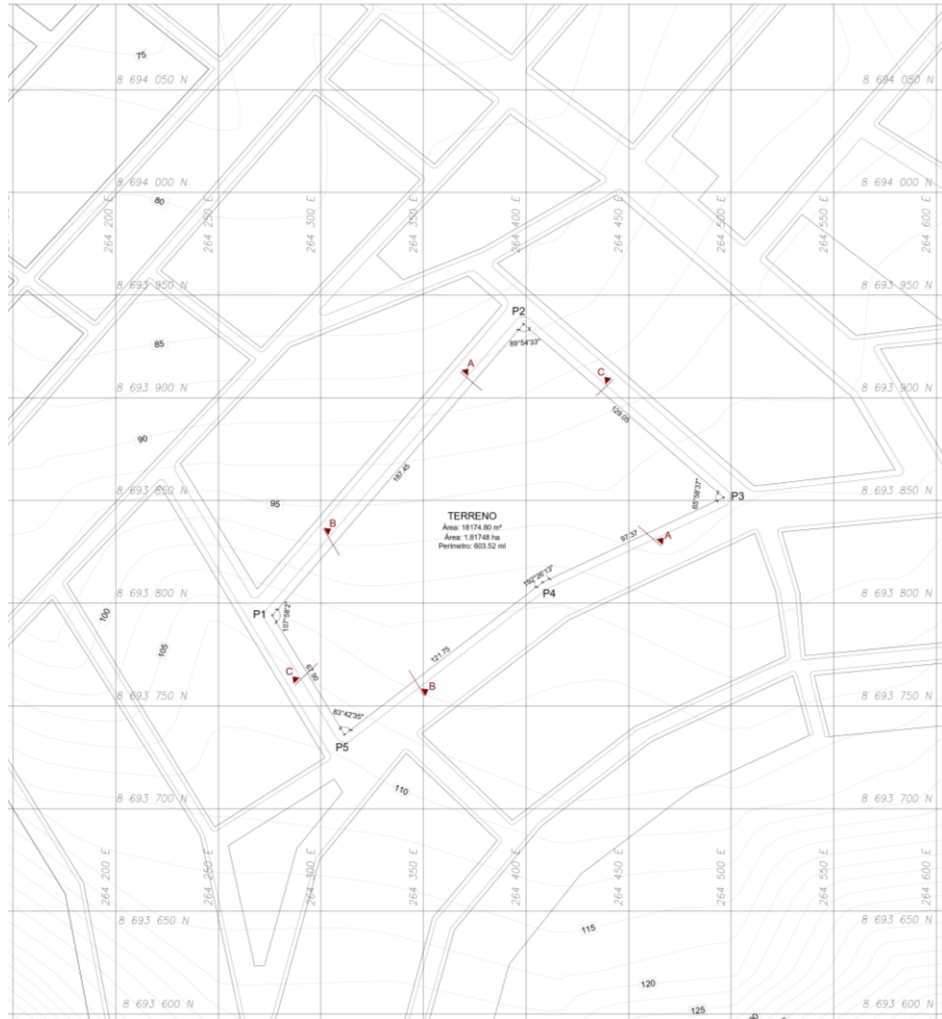 75
8 694 050 N
8 694 050 N
8 694 000 N
8 694 000 N
80
264 200 E
264 250 E
264 300 E
264 350 E
264 400 E
264 450 E
264 500 E
264 550 E
264 600 E
8 693 950 N
8 693 950 N
P2
85
89°54'33"
A
C
8 693 900 N
8 693 900 N
129.05
90
187.45
8 693 850 N
8 693 850 N
65°58'37"
P3
95
TERRENO
Área: 18174.80 m²
Área: 1.81748 ha
Perímetro: 603.52 ml
B
97.37
A
192°26'13"
P4
8 693 800 N
8 693 800 N
100
P1
107°58'2"
105
121.75
C
67.90
B
8 693 750 N
8 693 750 N
83°42'35"
P5
110
8 693 700 N
8 693 700 N
264 200 E
264 250 E
264 300 E
264 350 E
264 400 E
264 450 E
264 500 E
264 550 E
264 600 E
8 693 650 N
8 693 650 N
115
120
125
8 693 600 N
8 693 600 N